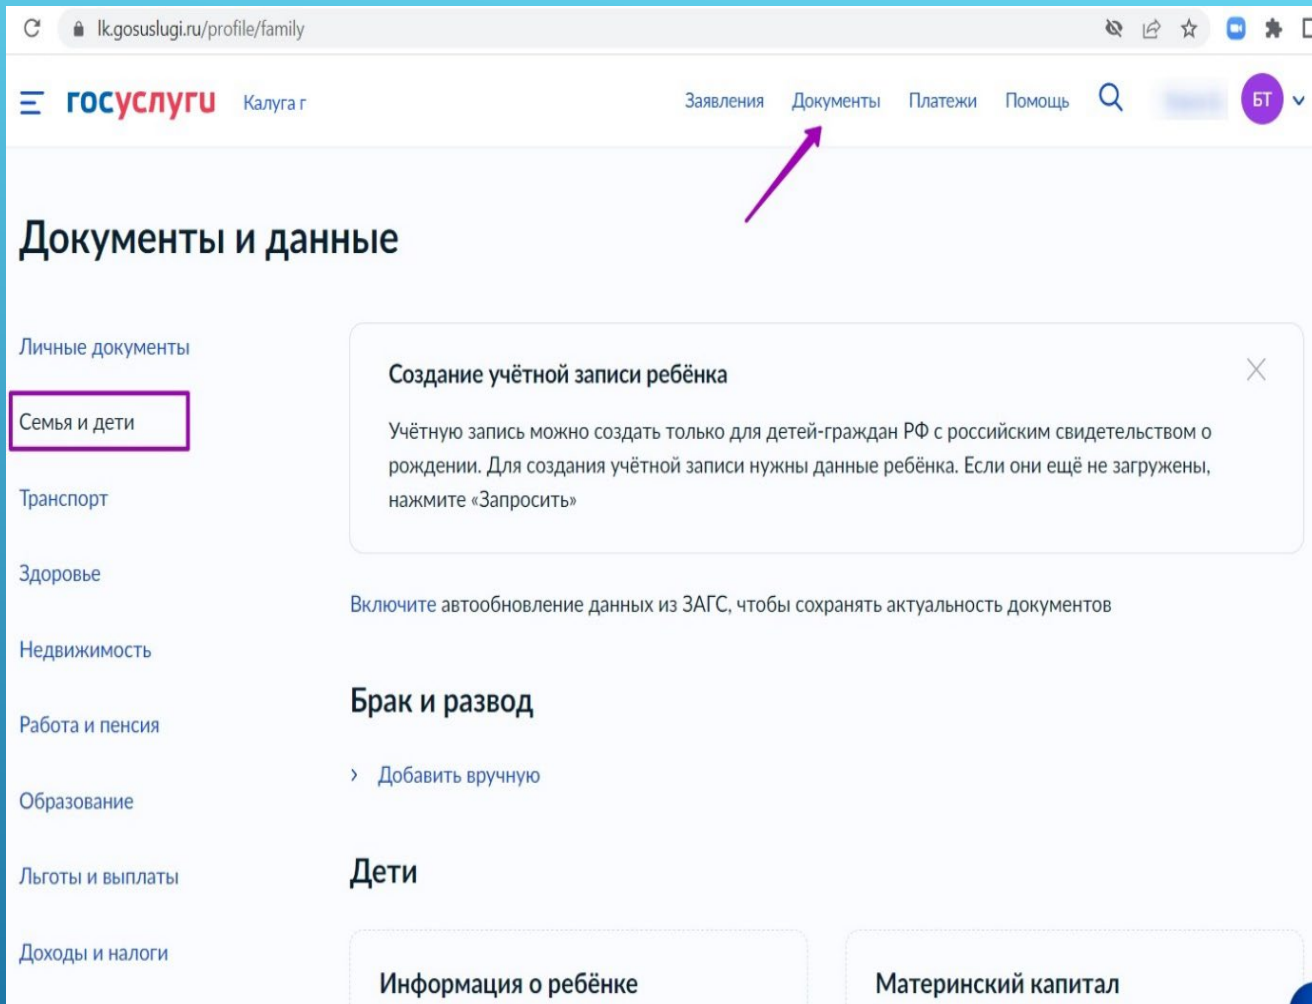 lk.gosuslugi.ru/profile/family
госуслуги Калуга г Заявления Документы Платежи Помощь БТ
Документы и данные
Личные документы
Семья и дети
Транспорт
Здоровье
Недвижимость
Работа и пенсия
Образование
Льготы и выплаты
Доходы и налоги
Создание учётной записи ребёнка
Учётную запись можно создать только для детей-граждан РФ с российским свидетельством о
рождении. Для создания учётной записи нужны данные ребёнка. Если они ещё не загружены,
нажмите «Запросить»
Включите автообновление данных из ЗАГС, чтобы сохранять актуальность документов
Брак и развод
Добавить вручную
Дети
Информация о ребёнке
Материнский капитал